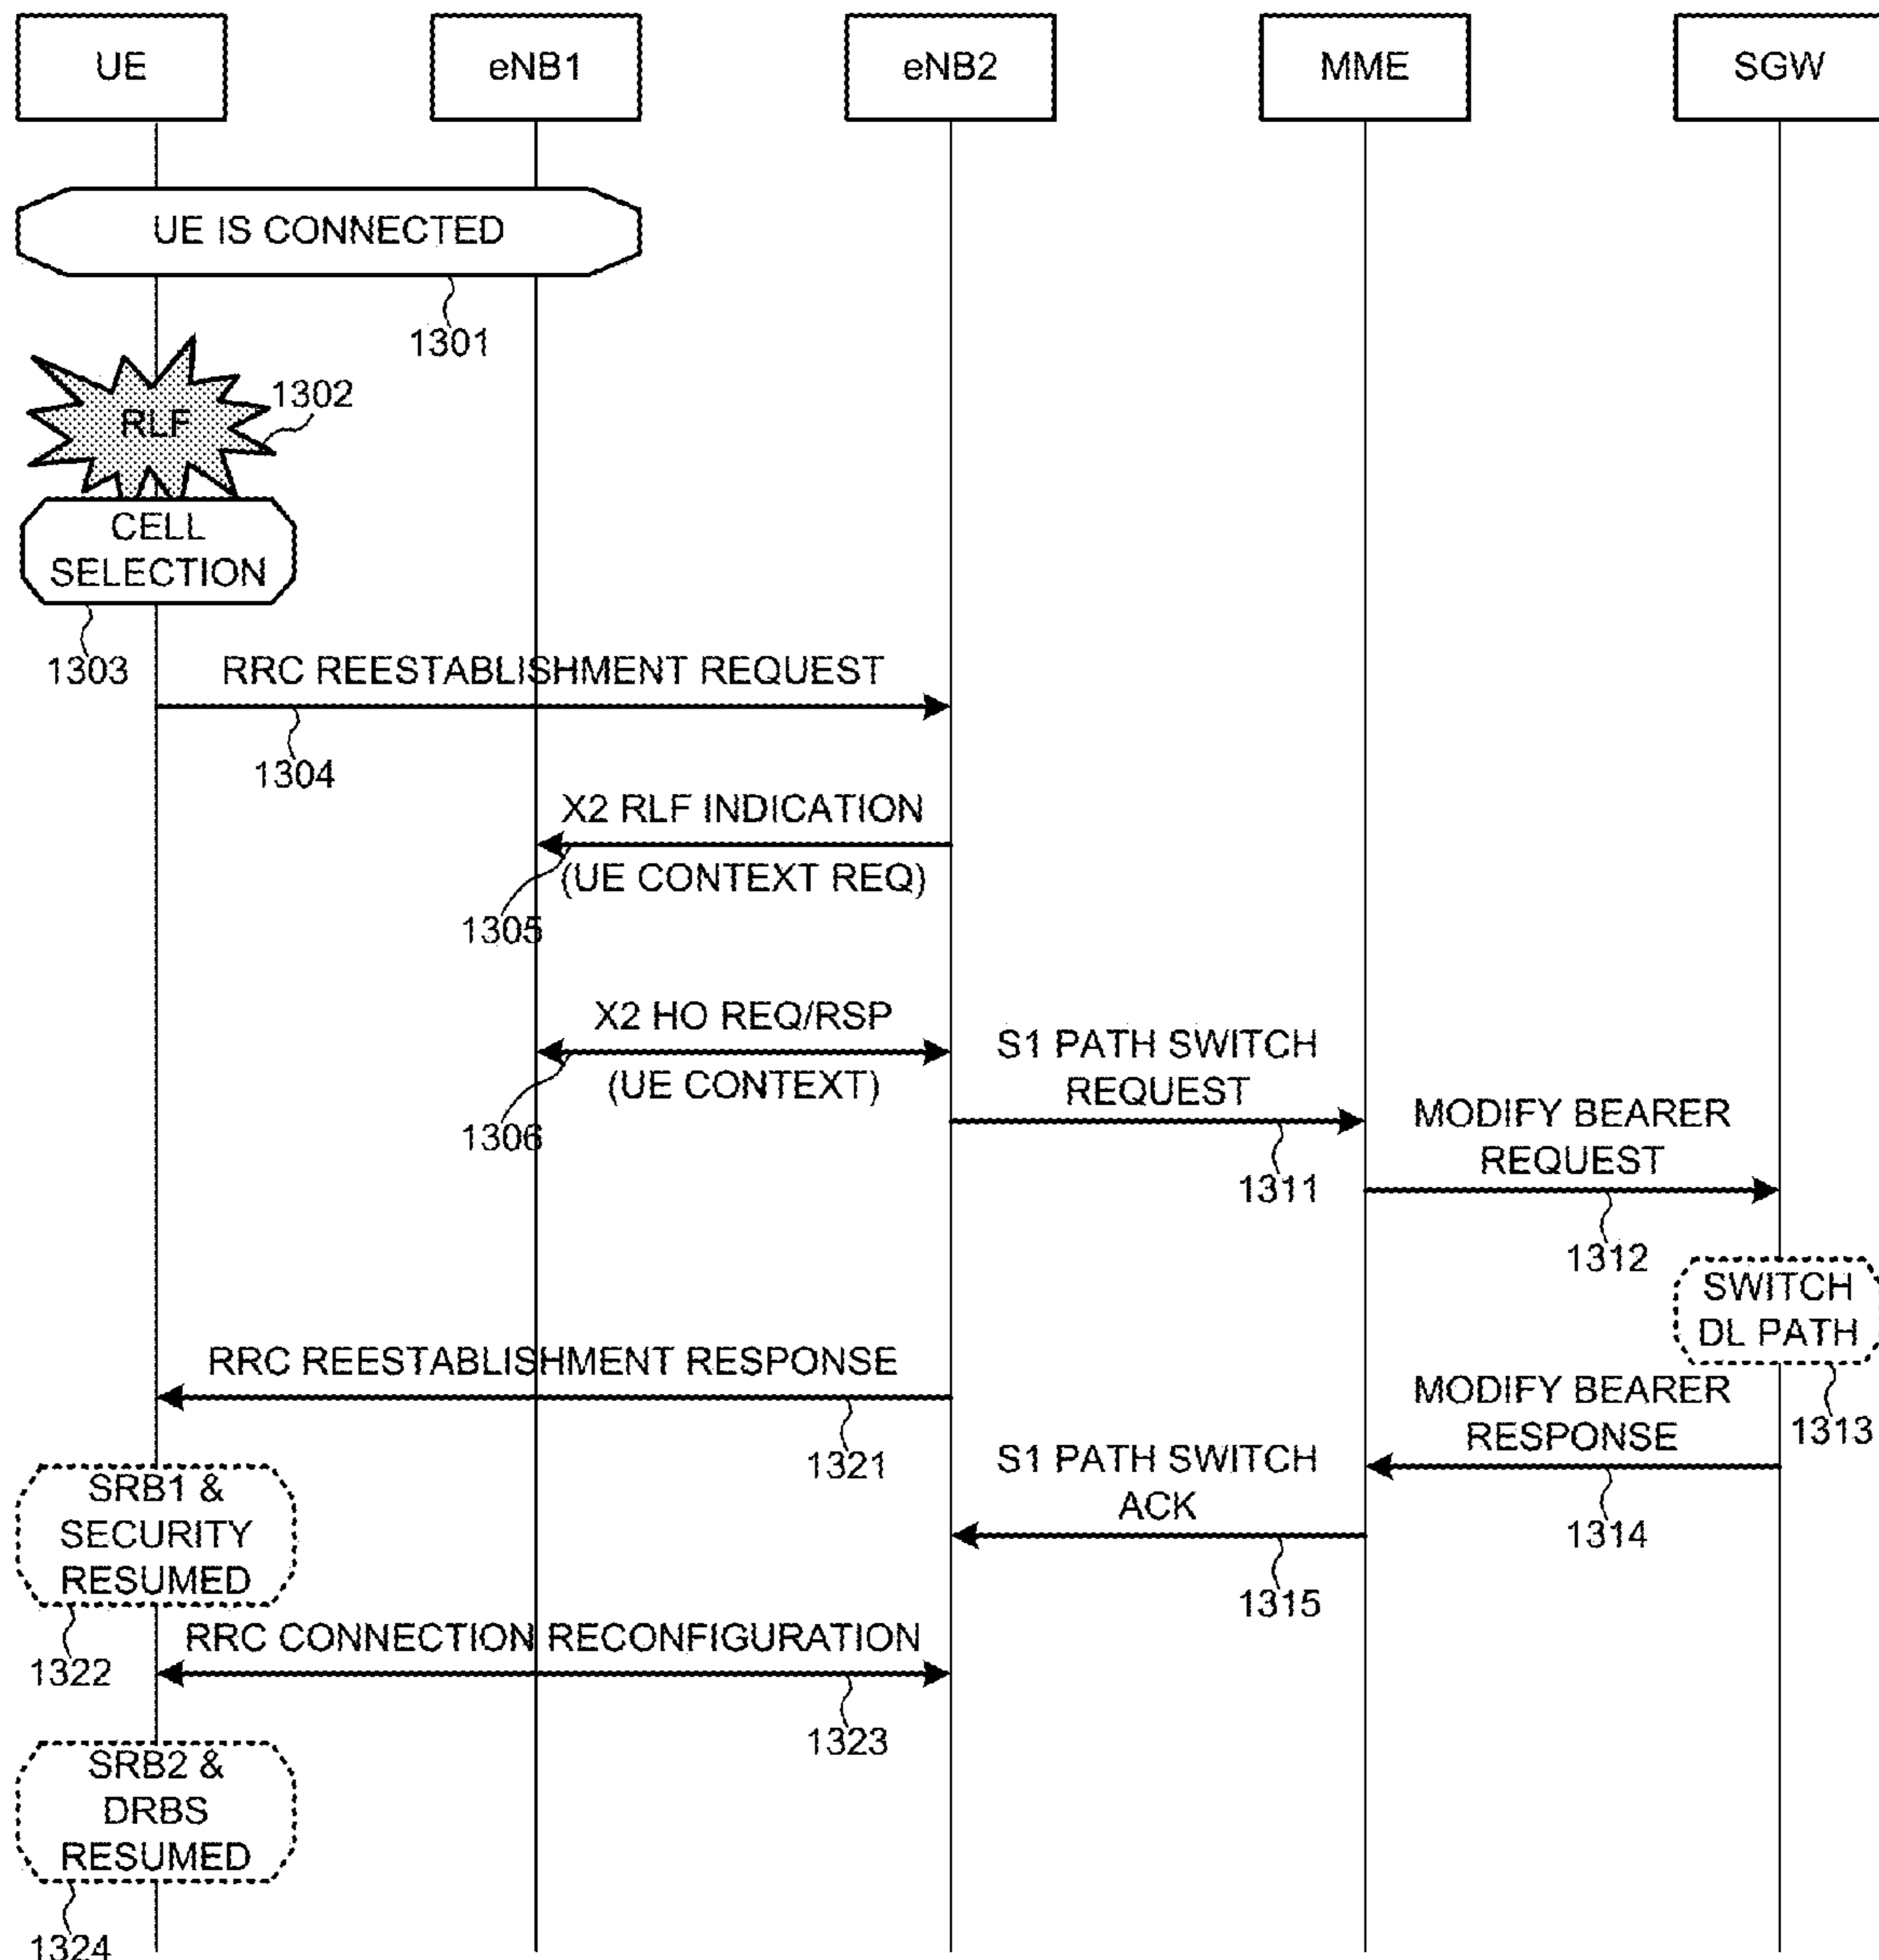 UE
eNB1
eNB2
MME
SGW
UE IS CONNECTED
1301
RLF
1302
CELL
SELECTION
1303
RRC REESTABLISHMENT REQUEST
1304
X2 RLF INDICATION
(UE CONTEXT REQ)
1305
X2 HO REQ/RSP
(UE CONTEXT)
1306
S1 PATH SWITCH
REQUEST
1311
MODIFY BEARER
REQUEST
1312
SWITCH
DL PATH
1313
RRC REESTABLISHMENT RESPONSE
1321
MODIFY BEARER
RESPONSE
1314
S1 PATH SWITCH
ACK
1315
SRB1 &
SECURITY
RESUMED
1322
RRC CONNECTION RECONFIGURATION
1323
SRB2 &
DRBS
RESUMED
1324